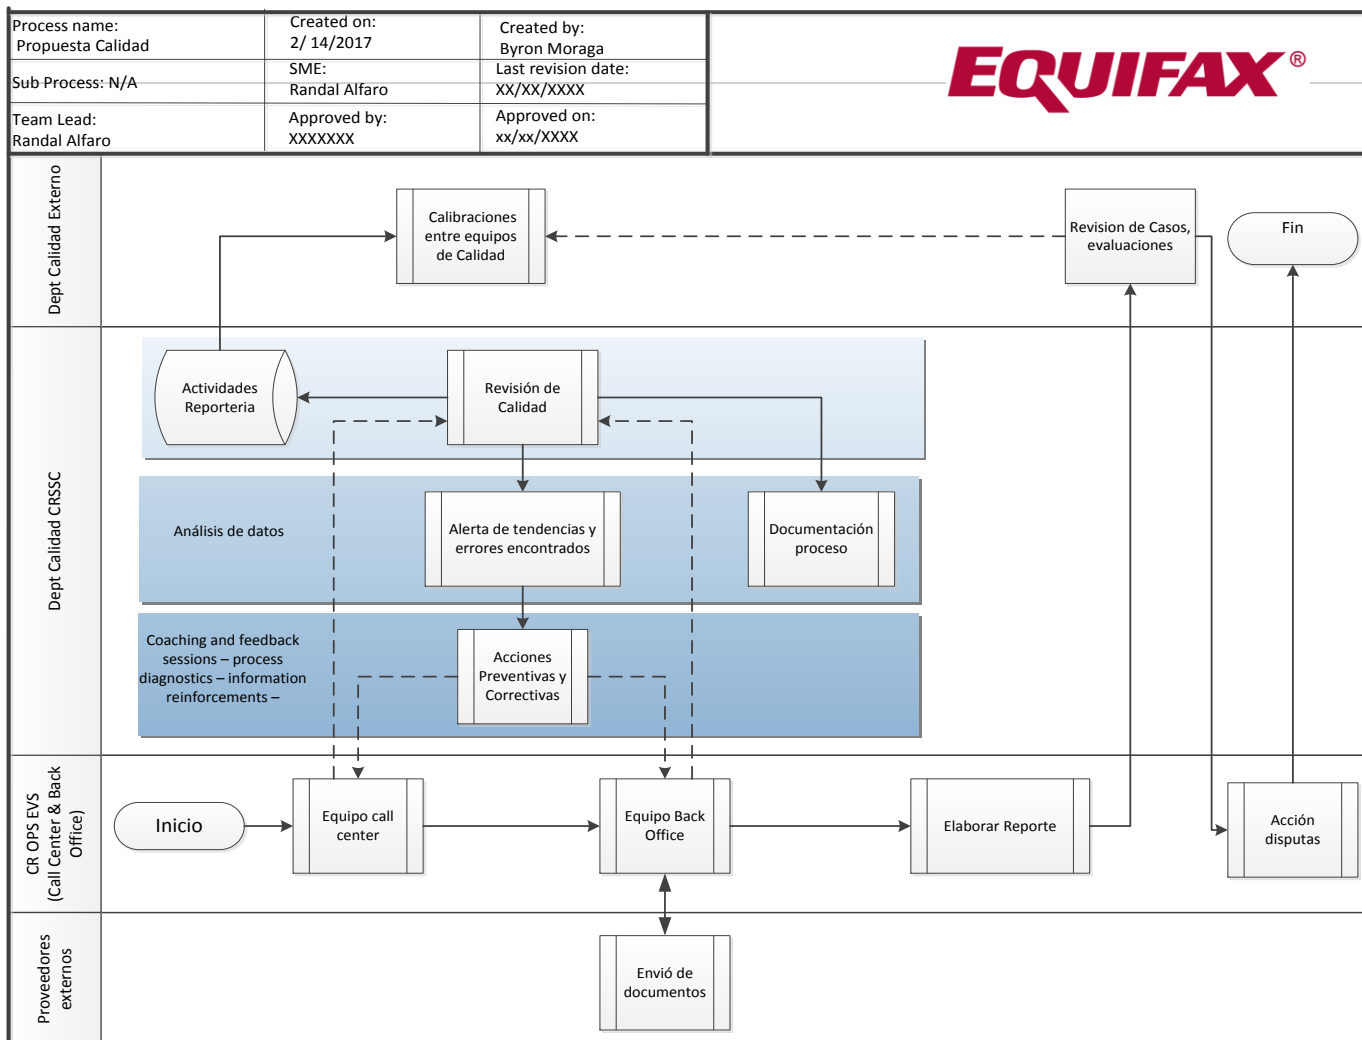 Process name:
Propuesta Calidad
Created on:
2/ 14/2017
Created by:
Byron Moraga
EQUIFAX®
Sub Process: N/A
SME:
Randal Alfaro
Last revision date:
XX/XX/XXXX
Team Lead:
Randal Alfaro
Approved by:
XXXXXXX
Approved on:
xx/xx/XXXX
Dept Calidad Externo
Calibraciones
entre equipos
de Calidad
Revision de Casos,
evaluaciones
Fin
Dept Calidad CRSSC
Actividades
Reporteria
Revisión de
Calidad
Análisis de datos
Alerta de tendencias y
errores encontrados
Documentación
proceso
Coaching and feedback
sessions – process
diagnostics – information
reinforcements –
Acciones
Preventivas y
Correctivas
CR OPS EVS
(Call Center & Back
Office)
Inicio
Equipo call
center
Equipo Back
Office
Elaborar Reporte
Acción
disputas
Proveedores
externos
Envió de
documentos